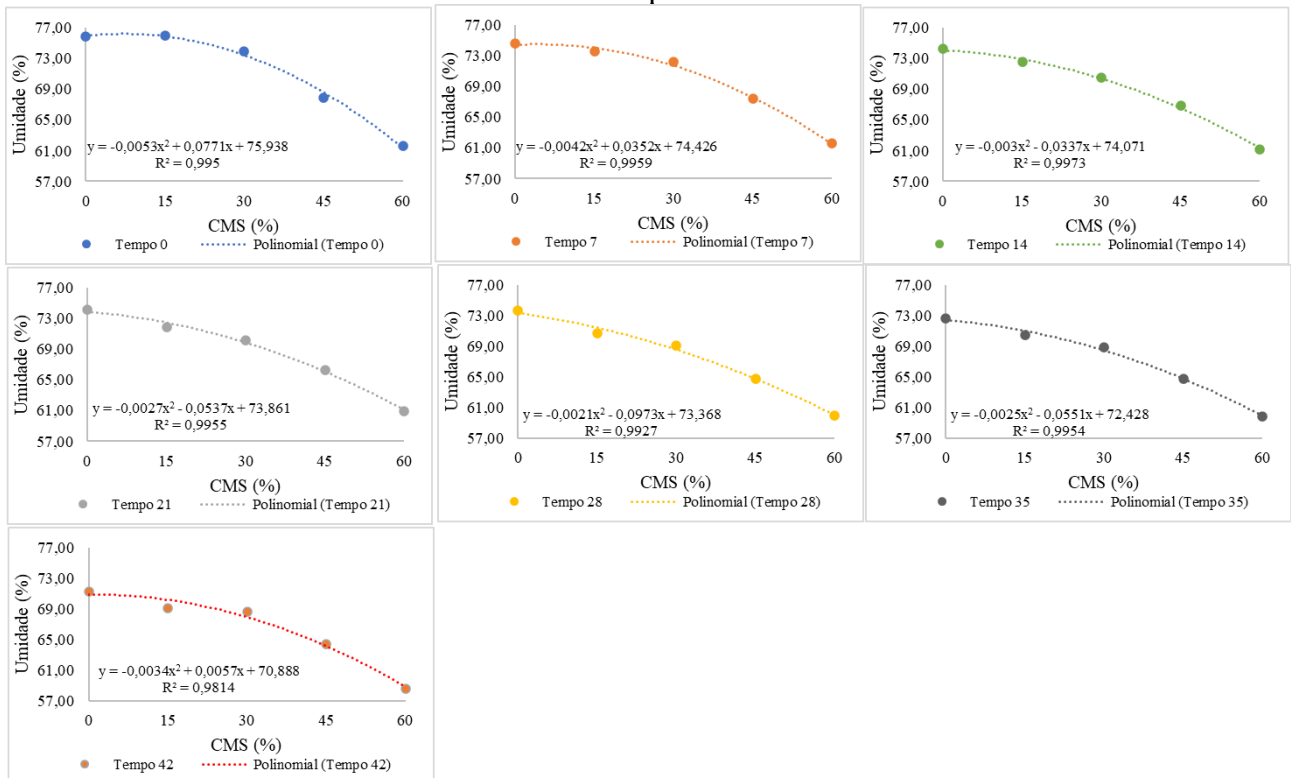 77,00
73,00
69,00
65,00
61,00
57,00
Umidade (%)
y = -0,0053x² + 0,0771x + 75,938
R² = 0,995
0 15 30 45 60
CMS (%)
Tempo 0 Polinomial (Tempo 0)
77,00
73,00
69,00
65,00
61,00
57,00
Umidade (%)
y = -0,0042x² + 0,0352x + 74,426
R² = 0,9959
0 15 30 45 60
CMS (%)
Tempo 7 Polinomial (Tempo 7)
77,00
73,00
69,00
65,00
61,00
57,00
Umidade (%)
y = -0,003x² - 0,0337x + 74,071
R² = 0,9973
0 15 30 45 60
CMS (%)
Tempo 14 Polinomial (Tempo 14)
77,00
73,00
69,00
65,00
61,00
57,00
Umidade (%)
y = -0,0027x² - 0,0537x + 73,861
R² = 0,9955
0 15 30 45 60
CMS (%)
Tempo 21 Polinomial (Tempo 21)
77,00
73,00
69,00
65,00
61,00
57,00
Umidade (%)
y = -0,0021x² - 0,0973x + 73,368
R² = 0,9927
0 15 30 45 60
CMS (%)
Tempo 28 Polinomial (Tempo 28)
77,00
73,00
69,00
65,00
61,00
57,00
Umidade (%)
y = -0,0025x² - 0,0551x + 72,428
R² = 0,9954
0 15 30 45 60
CMS (%)
Tempo 35 Polinomial (Tempo 35)
77,00
73,00
69,00
65,00
61,00
57,00
Umidade (%)
y = -0,0034x² + 0,0057x + 70,888
R² = 0,9814
0 15 30 45 60
CMS (%)
Tempo 42 Polinomial (Tempo 42)